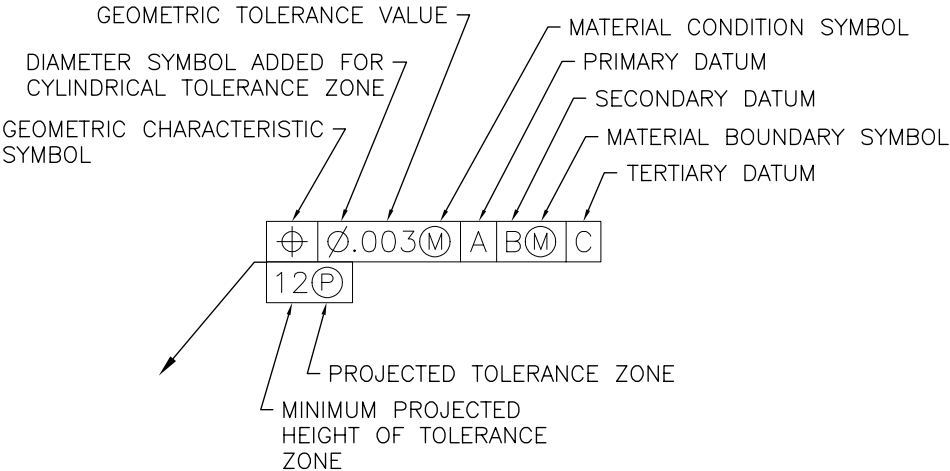 GEOMETRIC TOLERANCE VALUE
MATERIAL CONDITION SYMBOL
DIAMETER SYMBOL ADDED FOR
CYLINDRICAL TOLERANCE ZONE
PRIMARY DATUM
SECONDARY DATUM
GEOMETRIC CHARACTERISTIC
SYMBOL
MATERIAL BOUNDARY SYMBOL
TERTIARY DATUM
⌖ Ø.003Ⓜ A BⓂ C
12Ⓟ
PROJECTED TOLERANCE ZONE
MINIMUM PROJECTED
HEIGHT OF TOLERANCE
ZONE